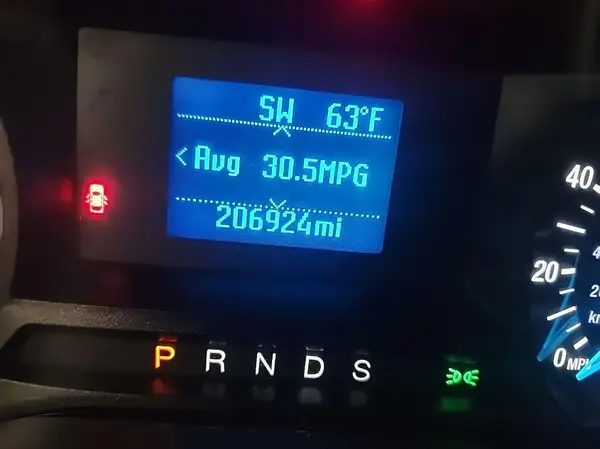 SW 63°F
<Avg 30.5MPG
206924mi
40
20
0 MPH
P R N D S